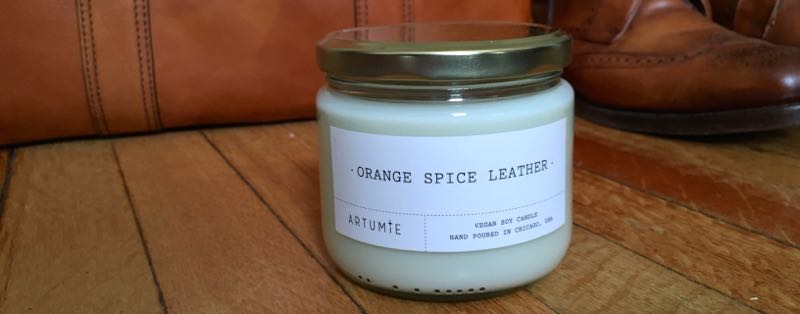 ·ORANGE SPICE LEATHER·
ARTUMIE
VEGAN SOY CANDLE
HAND POURED IN CHICAGO, USA